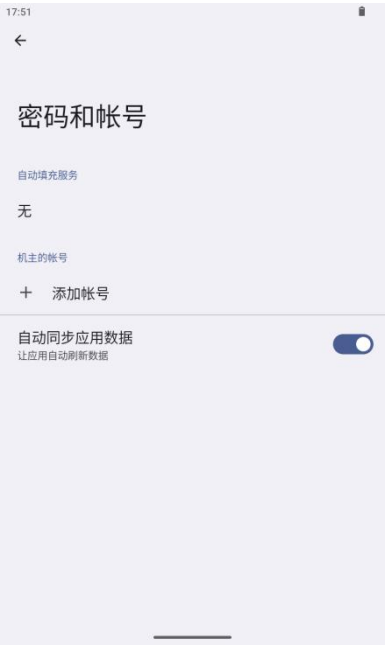 17:51
密码和帐号
自动填充服务
无
机主的帐号
添加帐号
自动同步应用数据
让应用自动刷新数据